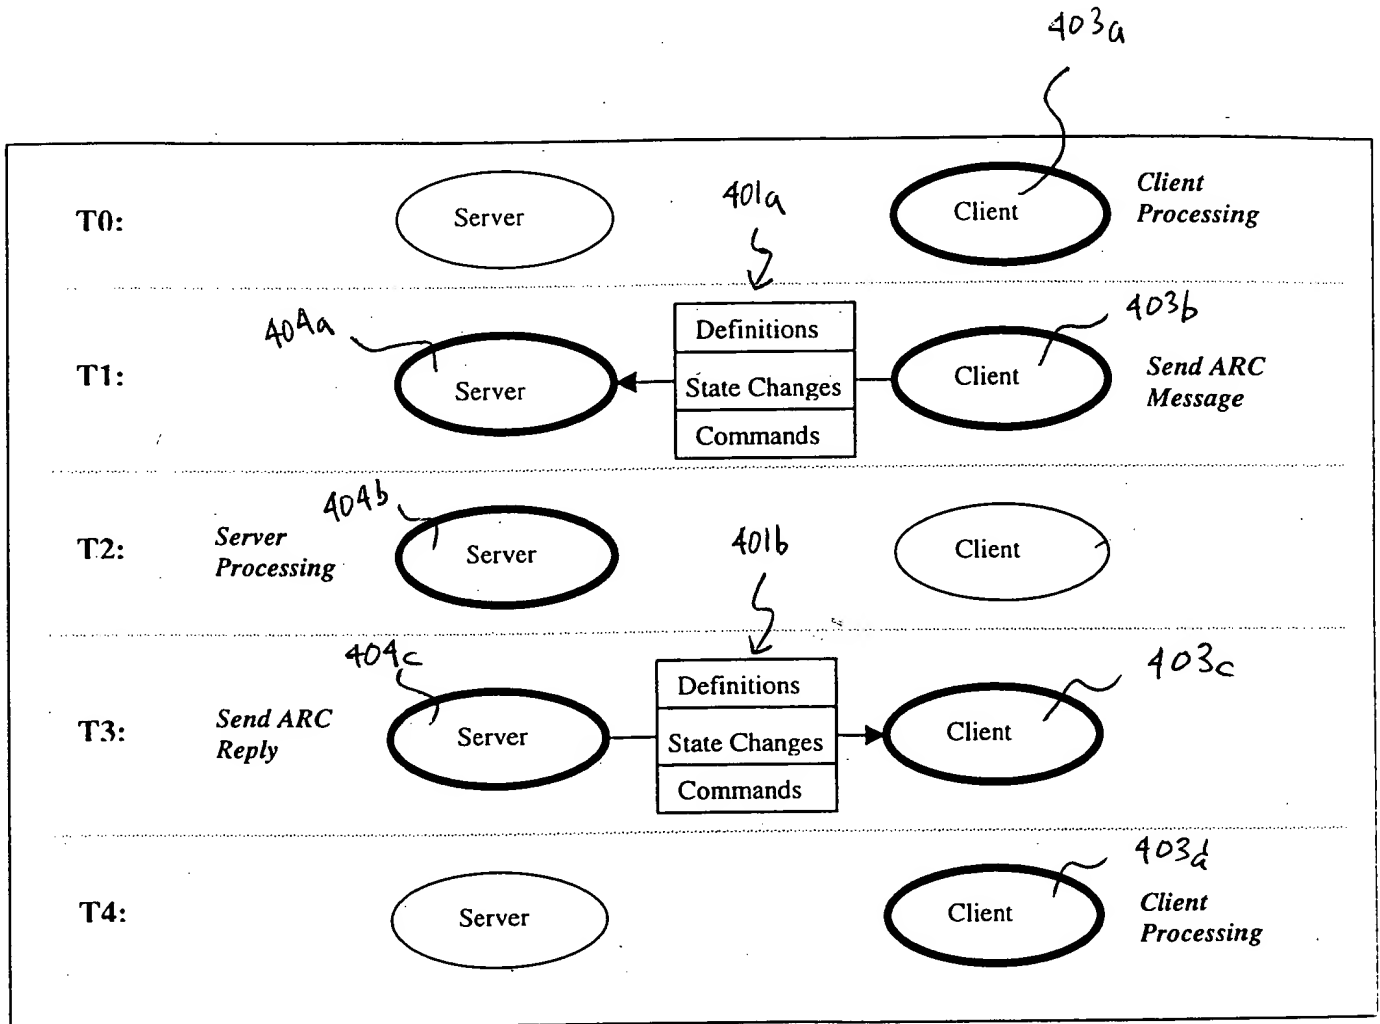 403a
T0:
Server
401a
Client
Client
Processing
404a
Definitions
403b
T1:
Server
State Changes
Client
Send ARC
Message
Commands
404b
T2:
Server
Processing
Server
401b
Client
404c
Definitions
403c
T3:
Send ARC
Reply
Server
State Changes
Client
Commands
403d
T4:
Server
Client
Client
Processing